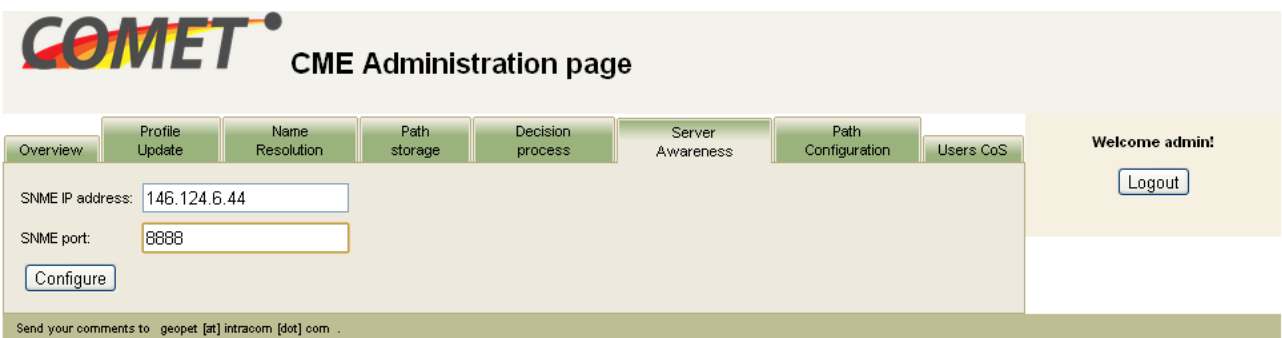 COMET
CME Administration page
Overview
Profile
Update
Name
Resolution
Path
storage
Decision
process
Server
Awareness
Path
Configuration
Users CoS
Welcome admin!
Logout
SNME IP address: 146.124.6.44
SNME port: 8888
Configure
Send your comments to geopet [at] intracom [dot] com .